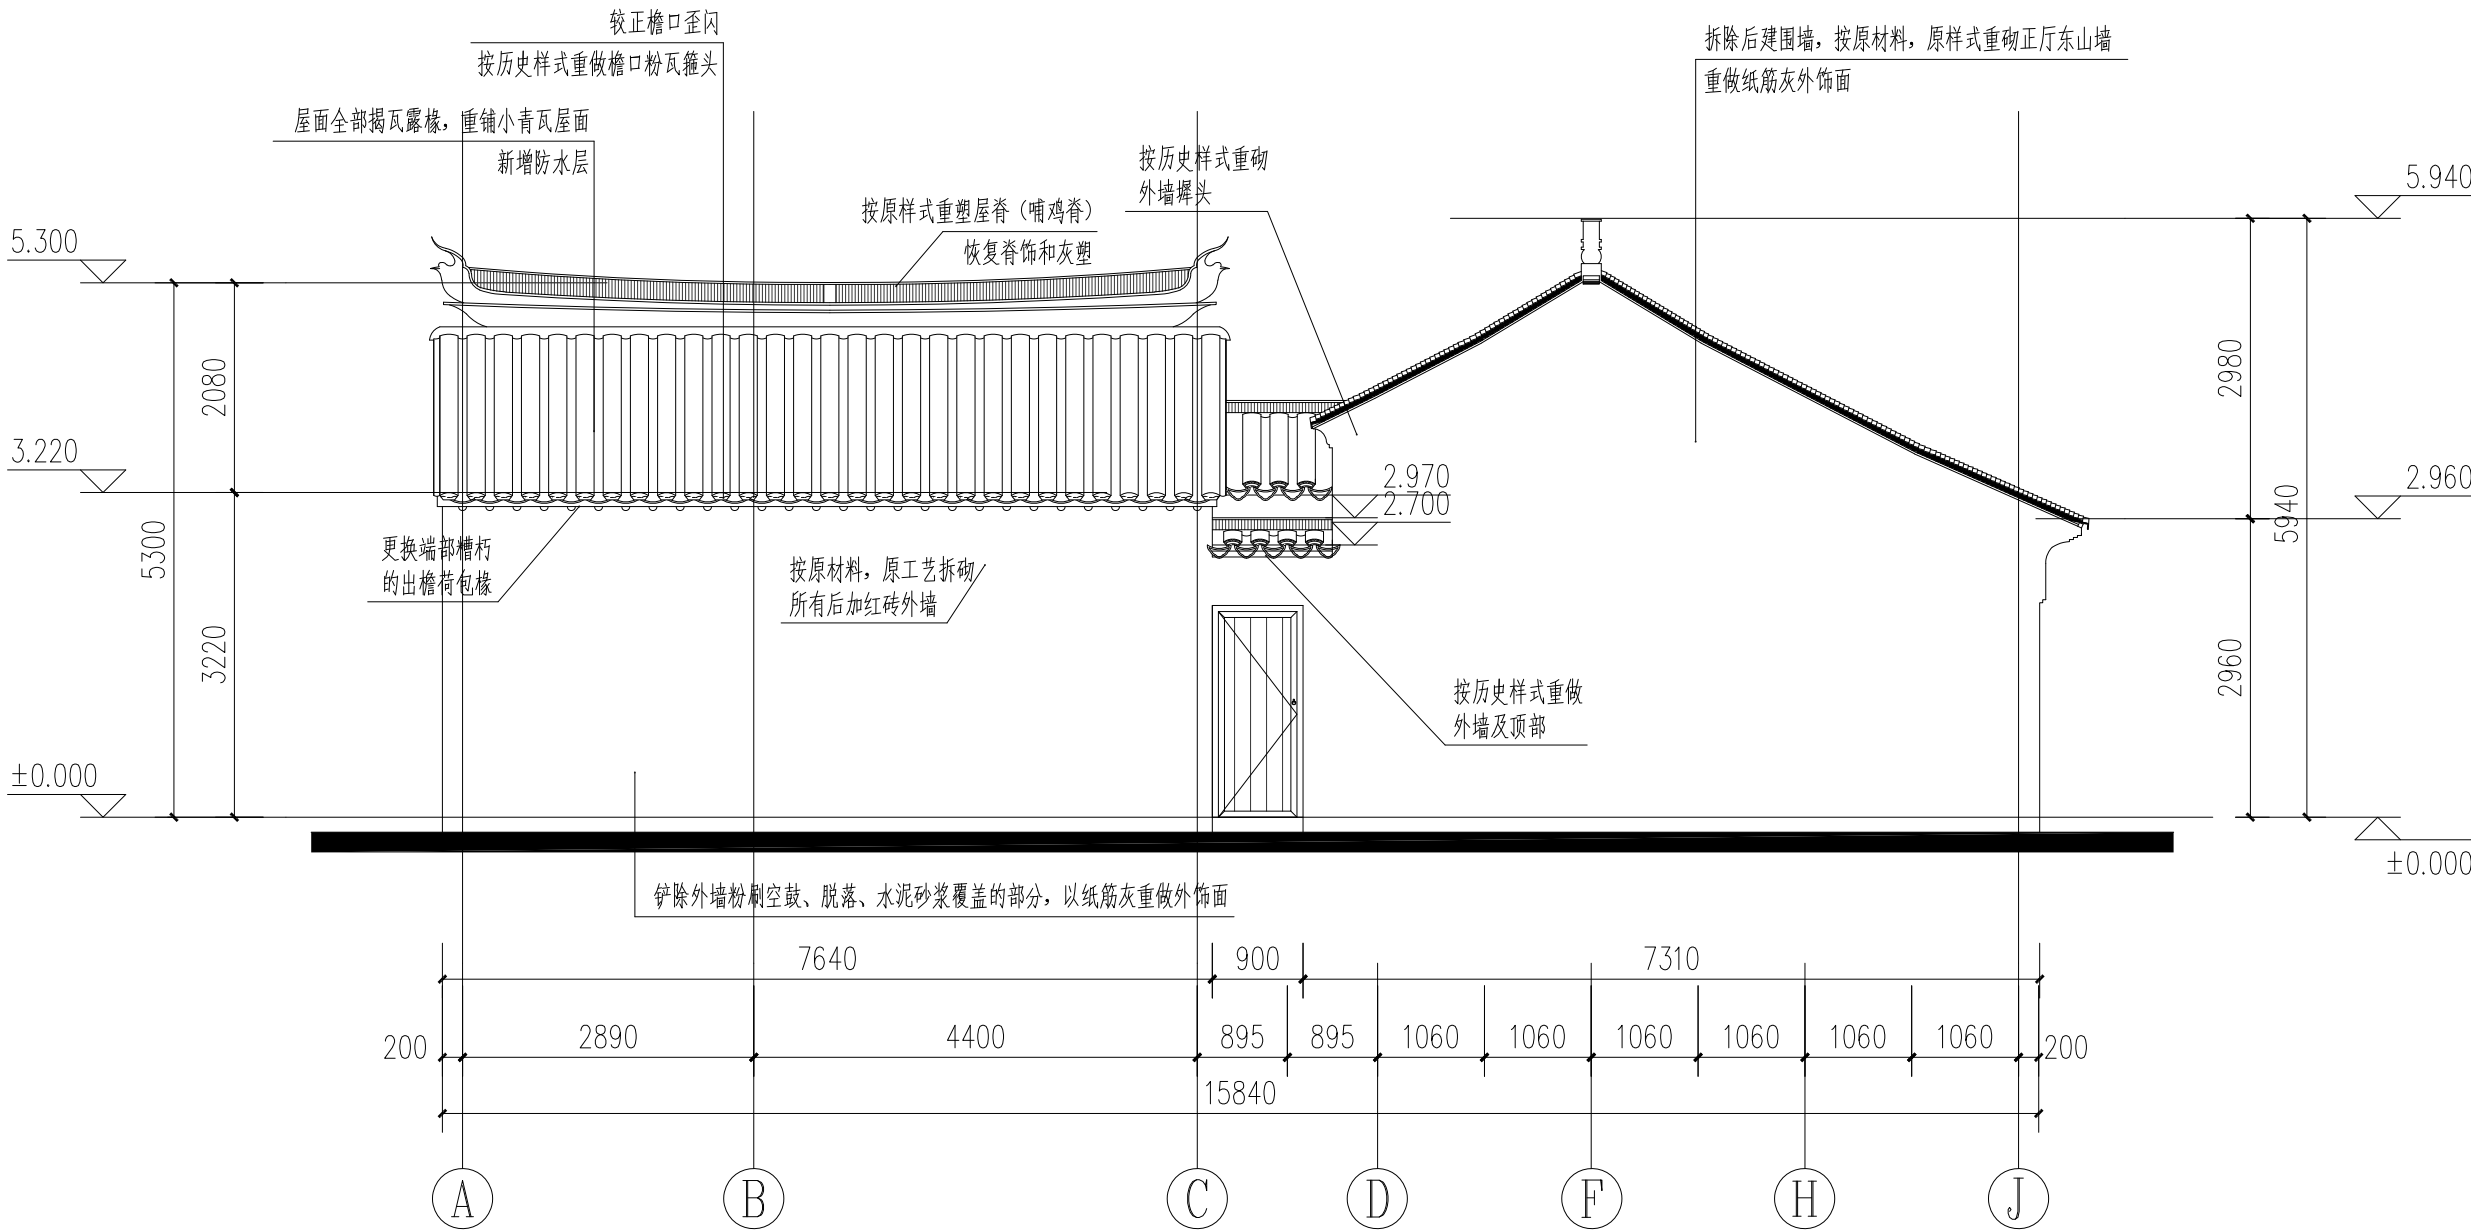 较正檐口歪闪
按历史样式重做檐口粉瓦箍头
屋面全部揭瓦露椽，重铺小青瓦屋面
新增防水层
按原样式重塑屋脊（哺鸡脊）
恢复脊饰和灰塑
按历史样式重砌
外墙墀头
拆除后建围墙，按原材料，原样式重砌正厅东山墙
重做纸筋灰外饰面
5.300
3.220
±0.000
5300
2080
3220
5.940
2.960
±0.000
2980
2960
5940
2.970
2.700
更换端部糟朽
的出檐荷包椽
按原材料，原工艺拆砌
所有后加红砖外墙
按历史样式重做
外墙及顶部
铲除外墙粉刷空鼓、脱落、水泥砂浆覆盖的部分，以纸筋灰重做外饰面
7640 900 7310
200 2890 4400 895 895 1060 1060 1060 1060 1060 1060 200
15840
A B C D F H J